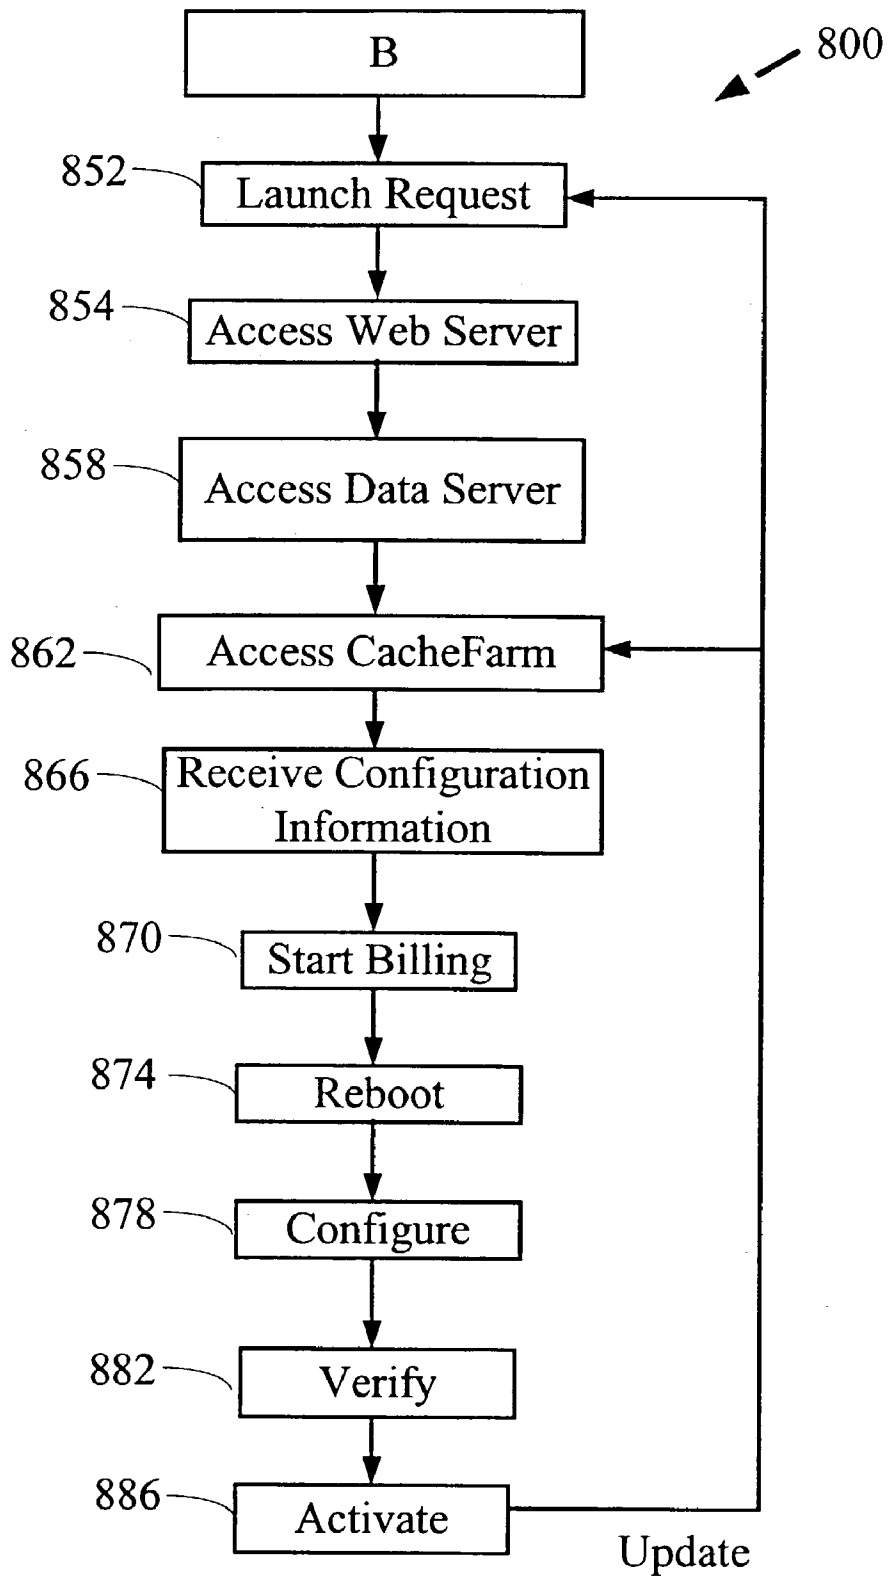 B
800
852
Launch Request
854
Access Web Server
858
Access Data Server
862
Access CacheFarm
866
Receive Configuration
Information
870
Start Billing
874
Reboot
878
Configure
882
Verify
886
Activate
Update